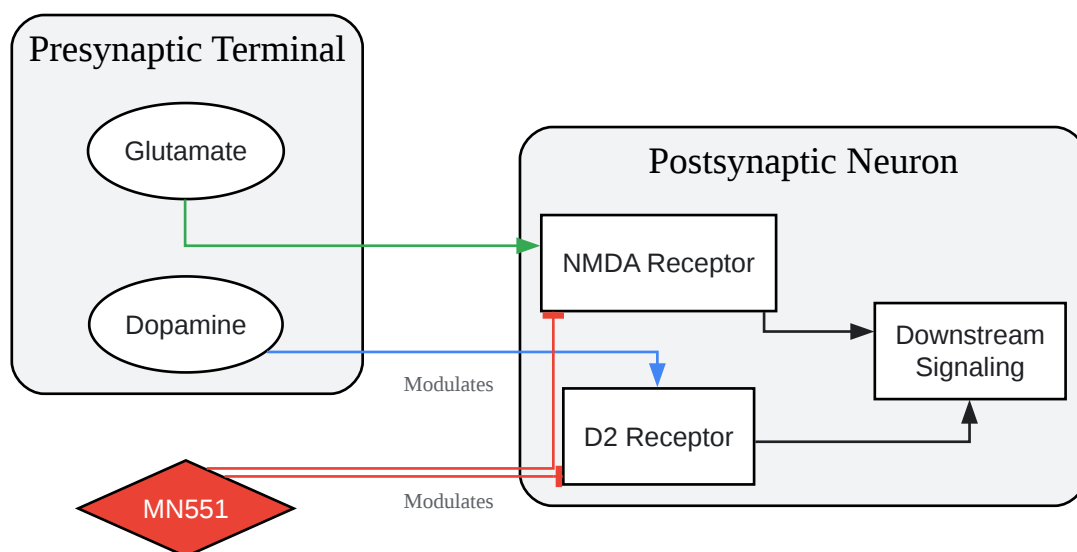 Presynaptic Terminal
Glutamate
Dopamine
Modulates
Postsynaptic Neuron
NMDA Receptor
Downstream
Signaling
D2 Receptor
MN551
Modulates